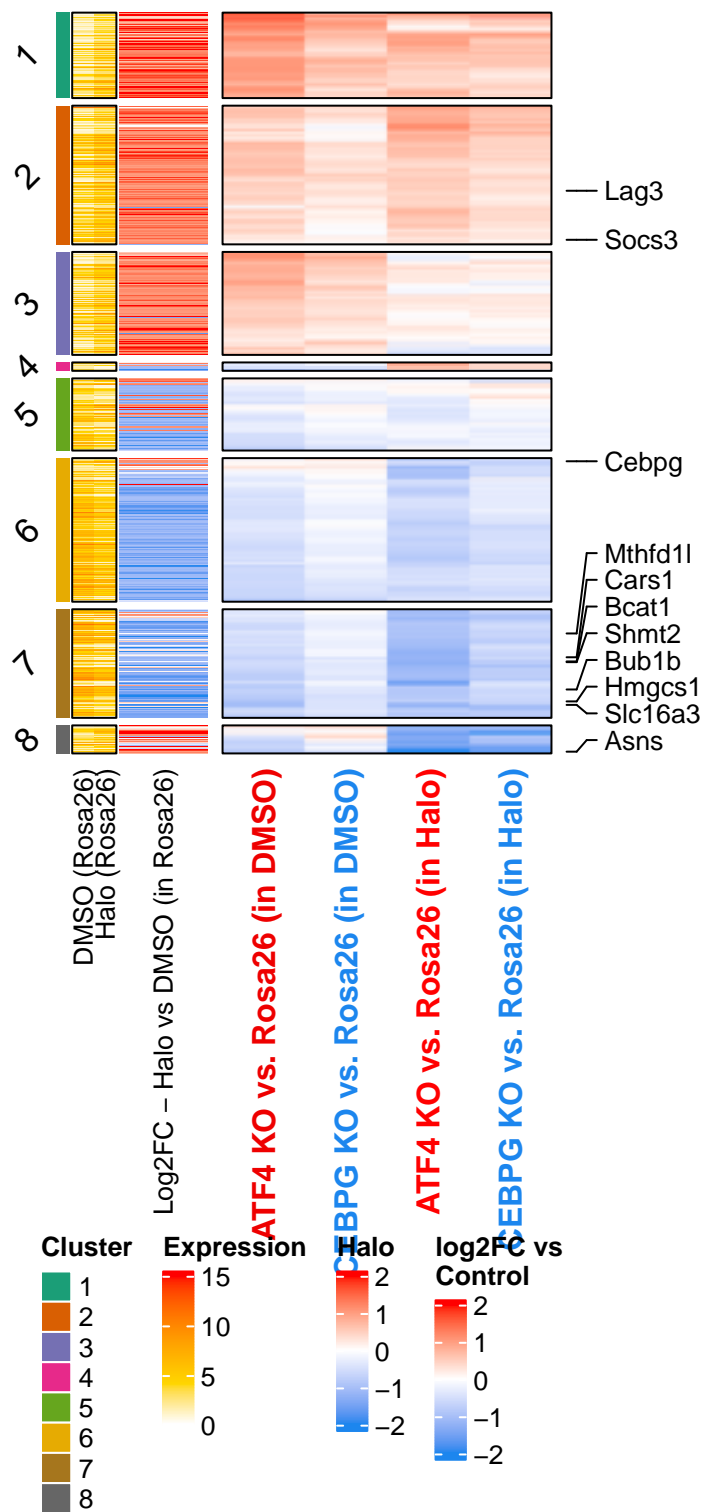 1
2
3
4
5
6
7
8
Lag3
Socs3
Cebpg
Mthfd1l
Cars1
Bcat1
Shmt2
Bub1b
Hmgcs1
Slc16a3
Asns
DMSO (Rosa26)
Halo (Rosa26)
Log2FC − Halo vs DMSO (in Rosa26)
ATF4 KO vs. Rosa26 (in DMSO)
CEBPG KO vs. Rosa26 (in DMSO)
ATF4 KO vs. Rosa26 (in Halo)
CEBPG KO vs. Rosa26 (in Halo)
Cluster
1
2
3
4
5
6
7
8
Expression
15
10
5
0
Halo
2
1
0
−1
−2
log2FC vs
Control
2
1
0
−1
−2